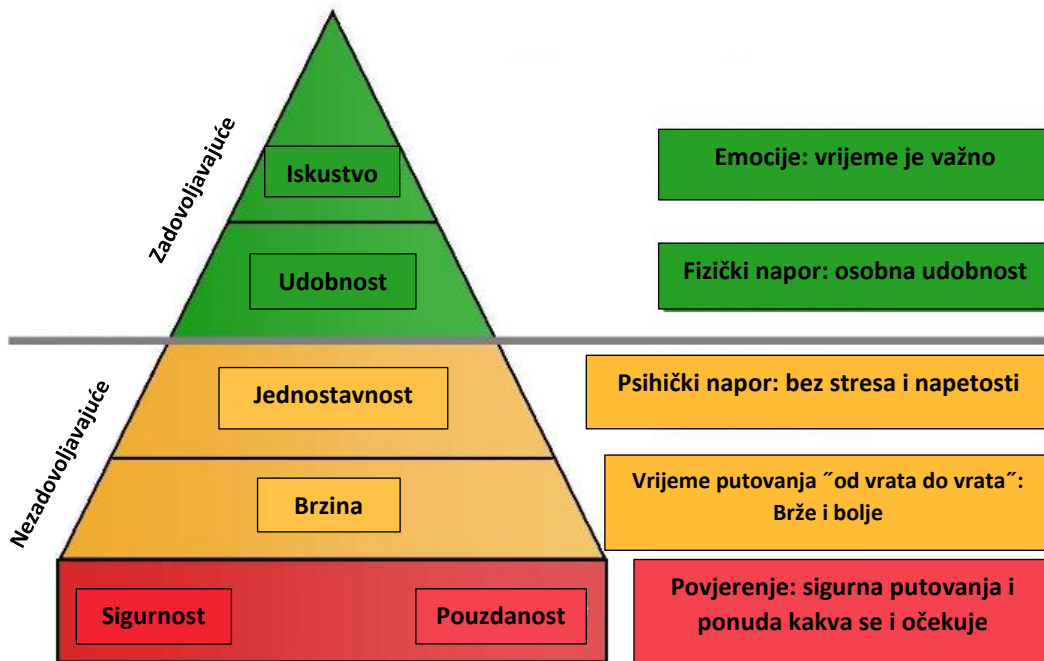 Zadovoljavajuće
Iskustvo
Emocije: vrijeme je važno
Udobnost
Fizički napor: osobna udobnost
Nezadovoljavajuće
Jednostavnost
Psihički napor: bez stresa i napetosti
Brzina
Vrijeme putovanja ˝od vrata do vrata˝:
Brže i bolje
Sigurnost
Pouzdanost
Povjerenje: sigurna putovanja i
ponuda kakva se i očekuje